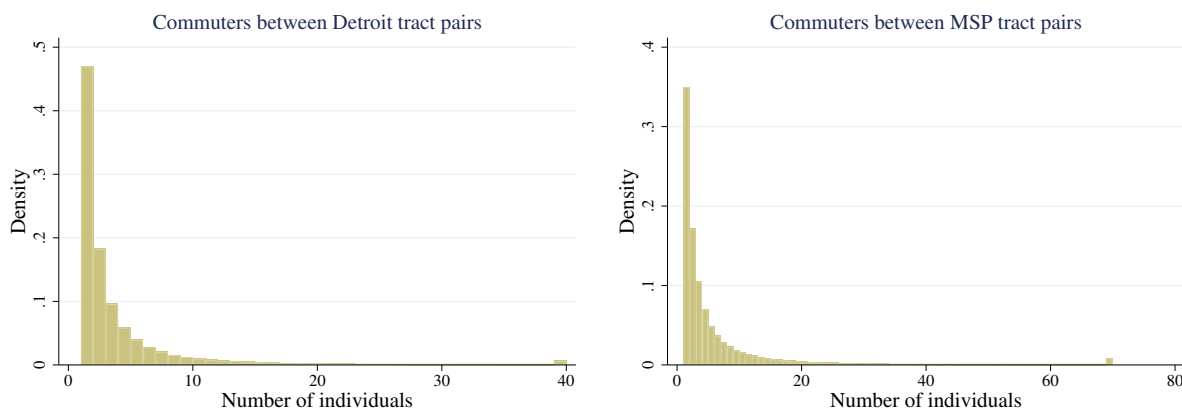 Commuters between Detroit tract pairs
.5
.4
.3
.2
.1
0
Density
0 10 20 30 40
Number of individuals
Commuters between MSP tract pairs
.4
.3
.2
.1
0
Density
0 20 40 60 80
Number of individuals